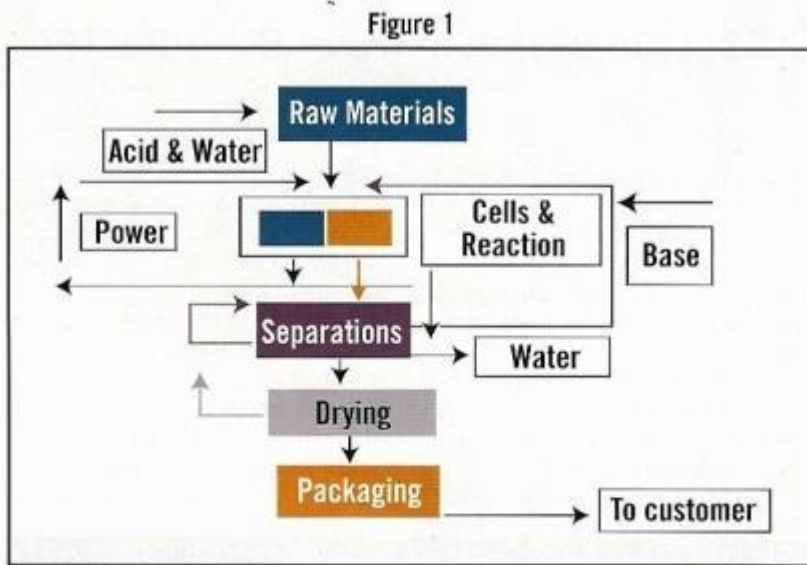 Figure 1
Raw Materials
Acid & Water
Power
Cells &
Reaction
Base
Separations
Water
Drying
Packaging
To customer